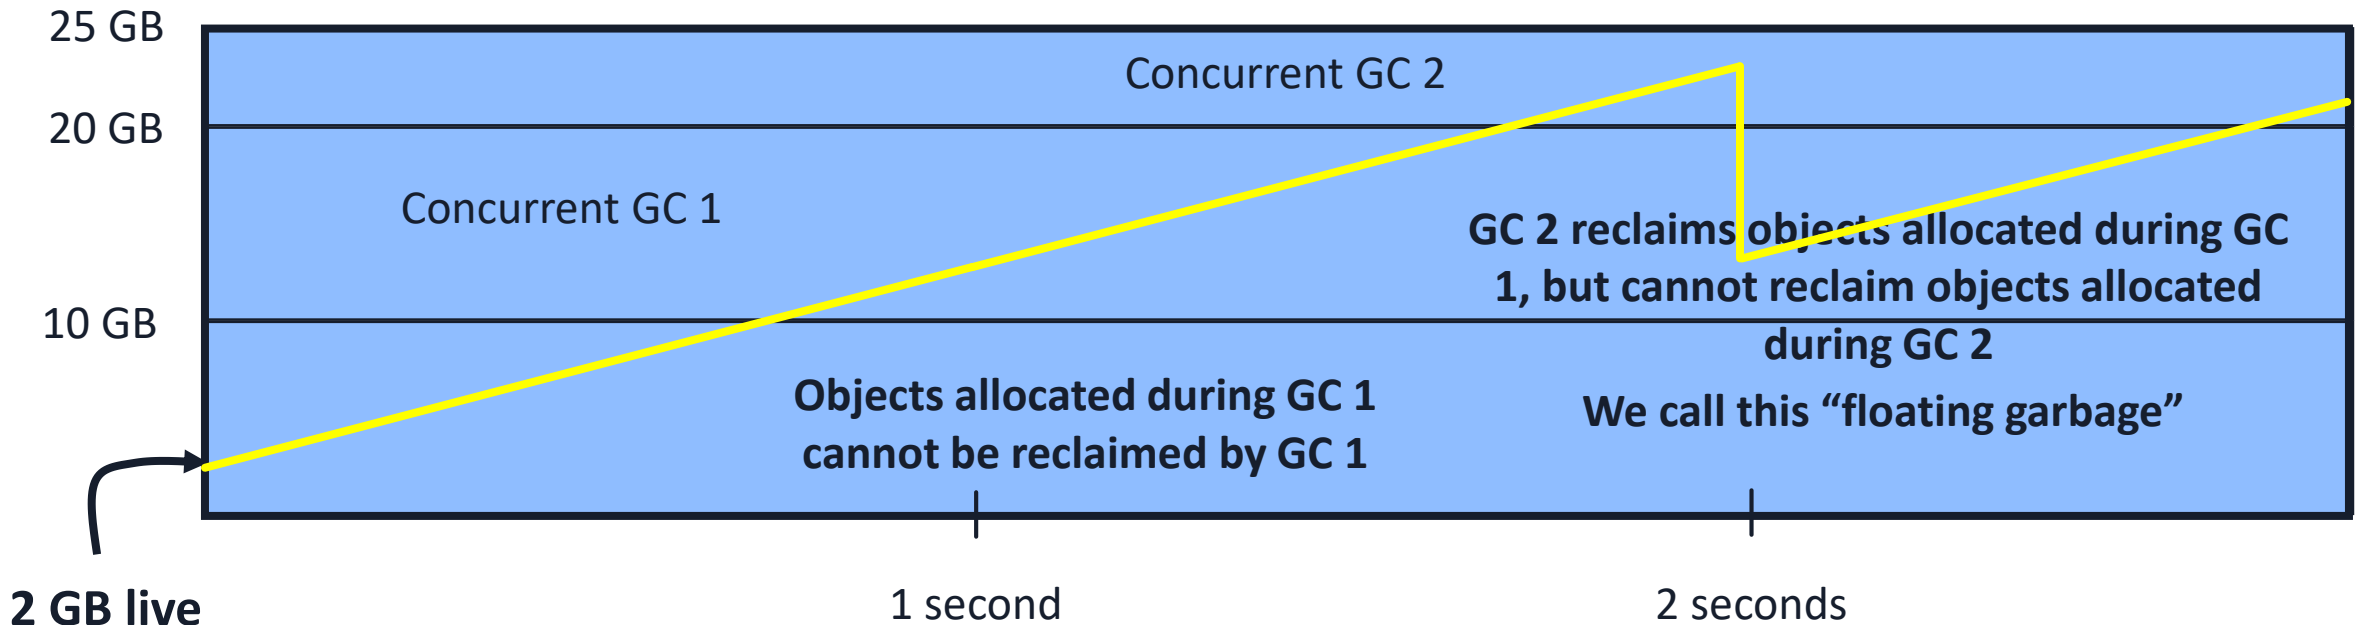 25 GB
Concurrent GC 2
20 GB
Concurrent GC 1
GC 2 reclaims objects allocated during GC
1, but cannot reclaim objects allocated
during GC 2
We call this “floating garbage”
10 GB
Objects allocated during GC 1
cannot be reclaimed by GC 1
2 GB live
1 second
2 seconds